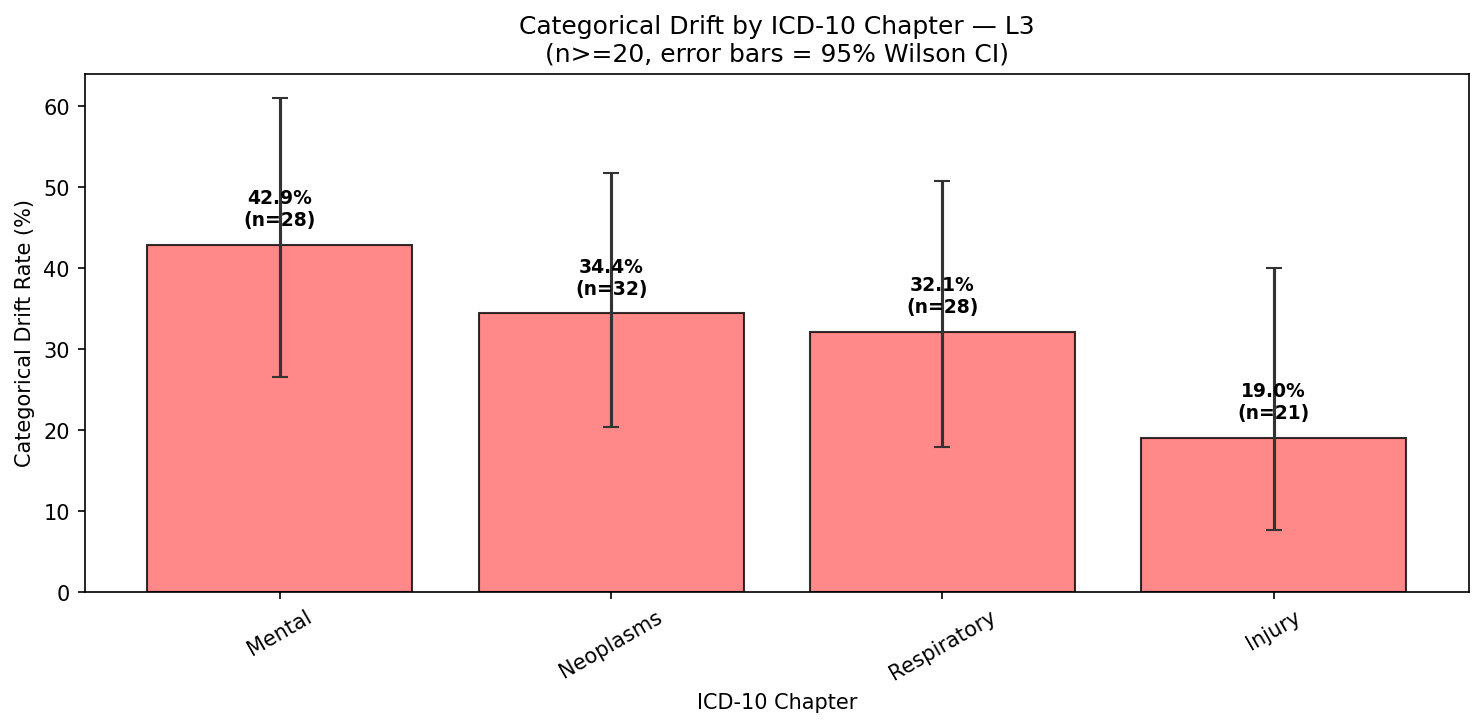 Categorical Drift by ICD-10 Chapter — L3
(n>=20, error bars = 95% Wilson CI)
Categorical Drift Rate (%)
60
50
40
30
20
10
0
42.9%
(n=28)
34.4%
(n=32)
32.1%
(n=28)
19.0%
(n=21)
Mental
Neoplasms
Respiratory
Injury
ICD-10 Chapter